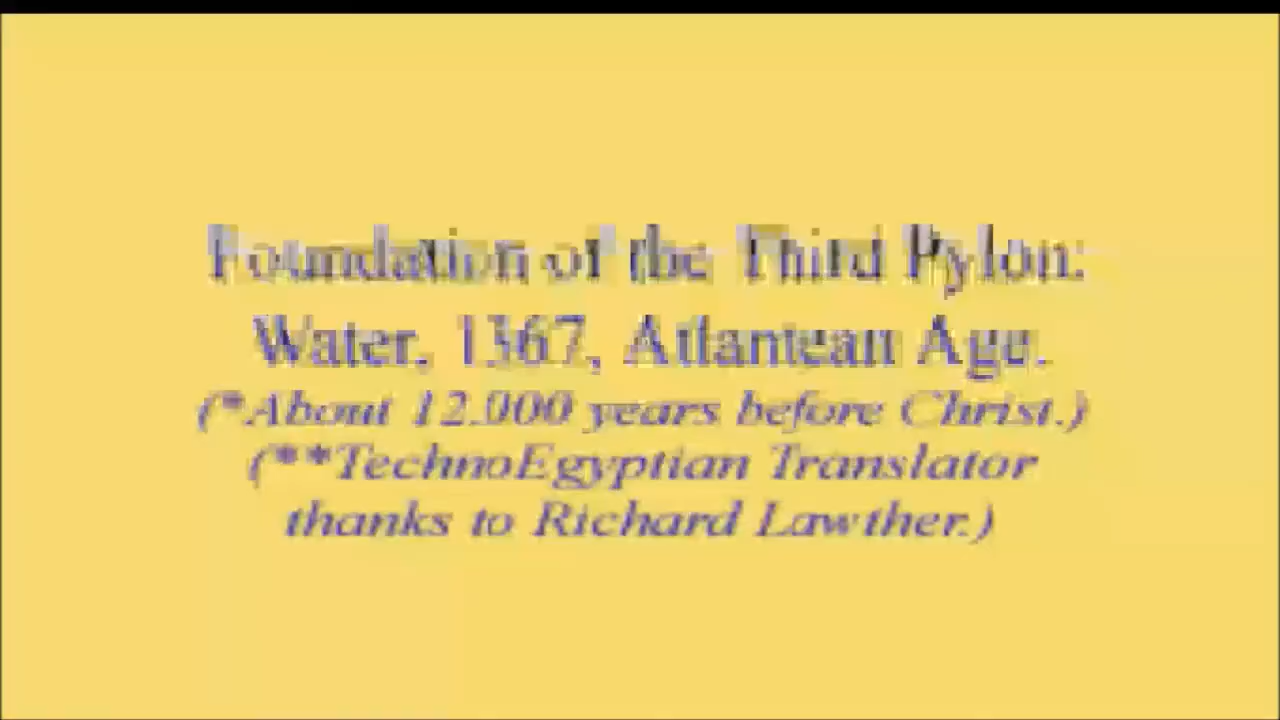 Foundation of the Third Pylon:
Water, 1367, Atlantean Age.
(*About 12.000 years before Christ.)
(**TechnoEgyptian Translator
thanks to Richard Lawther.)